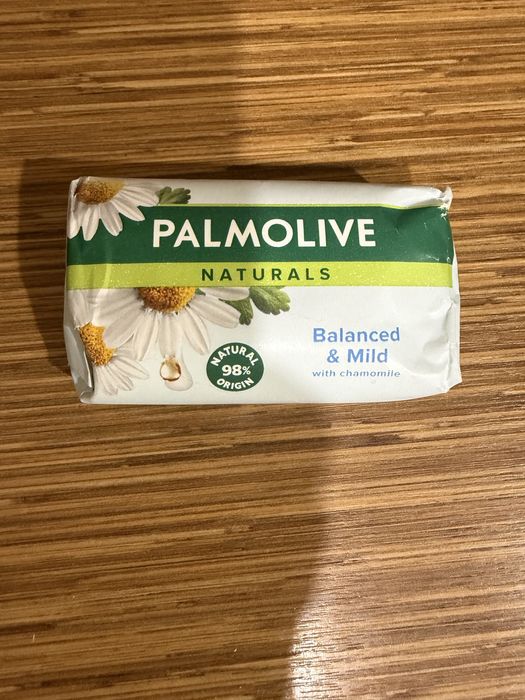 PALMOLIVE
NATURALS
Balanced
& Mild
with chamomile
NATURAL
98%
ORIGIN